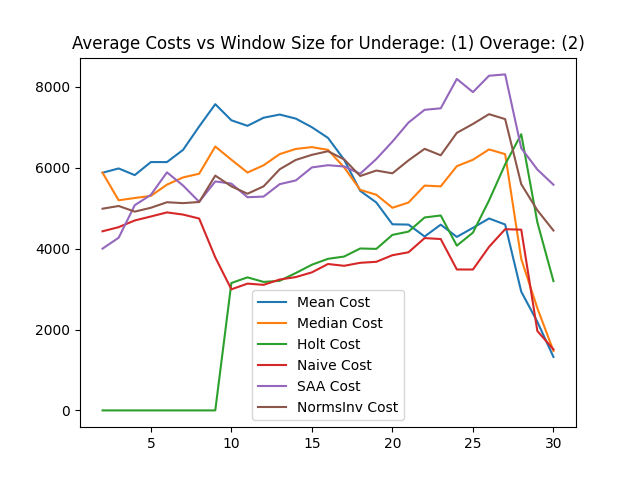 Average Costs vs Window Size for Underage: (1) Overage: (2)
8000
6000
4000
2000
0
Mean Cost
Median Cost
Holt Cost
Naive Cost
SAA Cost
NormsInv Cost
5 10 15 20 25 30